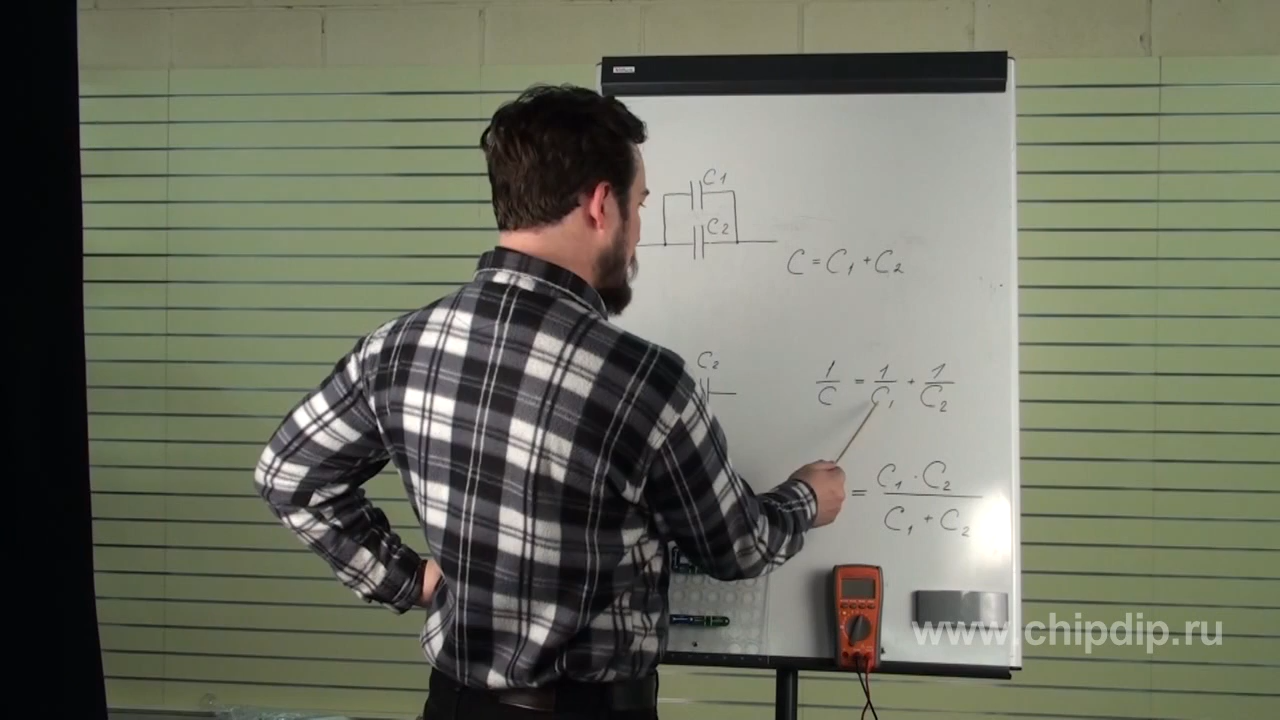 C1
C2
C = C₁ + C₂
C₂
1/C = 1/C₁ + 1/C₂
= C₁ · C₂ / C₁ + C₂
www.chipdip.ru